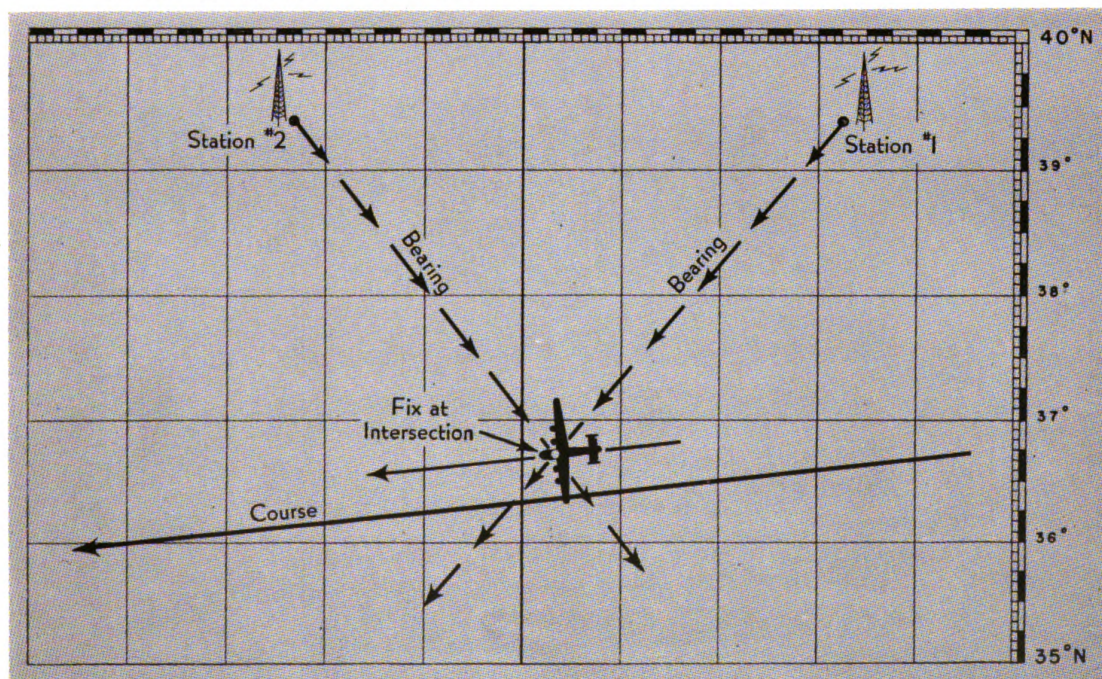 40°N
Station #2
Station #1
39°
Bearing
Bearing
38°
37°
Fix at
Intersection
Course
36°
35°N